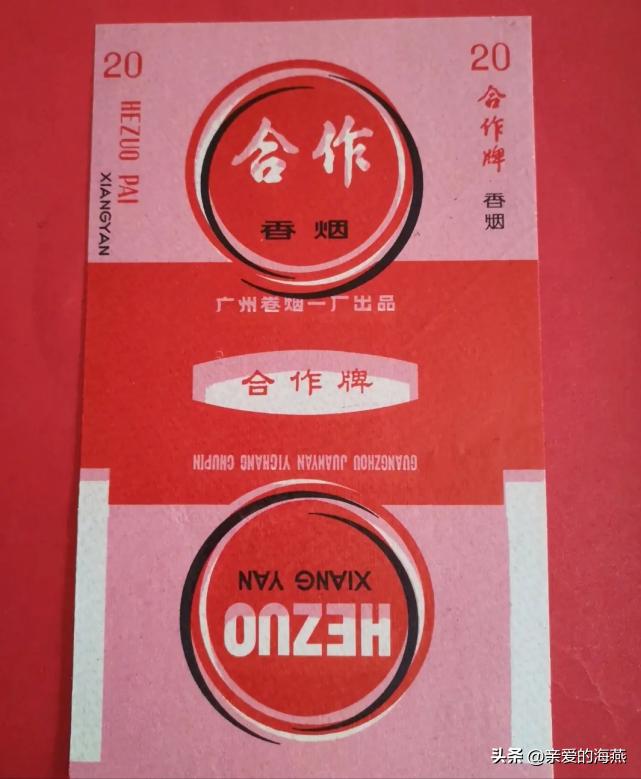 20
HEZUO PAI
XIANGYAN
合作
香烟
20
合作牌
香烟
广州卷烟一厂出品
合作牌
GUANGZHOU JUANYAN YICHANG CHUPIN
XIANG YAN
HEZUO
头条 @亲爱的海燕